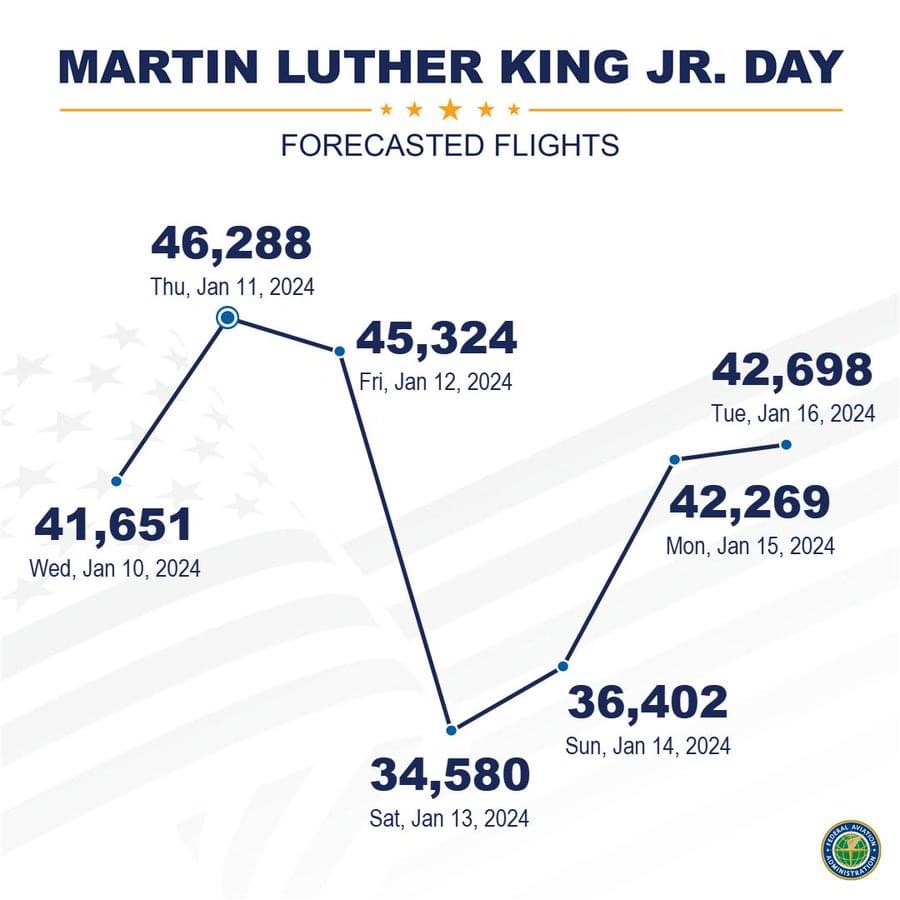 MARTIN LUTHER KING JR. DAY
FORECASTED FLIGHTS
46,288
Thu, Jan 11, 2024
45,324
Fri, Jan 12, 2024
42,698
Tue, Jan 16, 2024
41,651
Wed, Jan 10, 2024
42,269
Mon, Jan 15, 2024
36,402
Sun, Jan 14, 2024
34,580
Sat, Jan 13, 2024
FEDERAL AVIATION
ADMINISTRATION